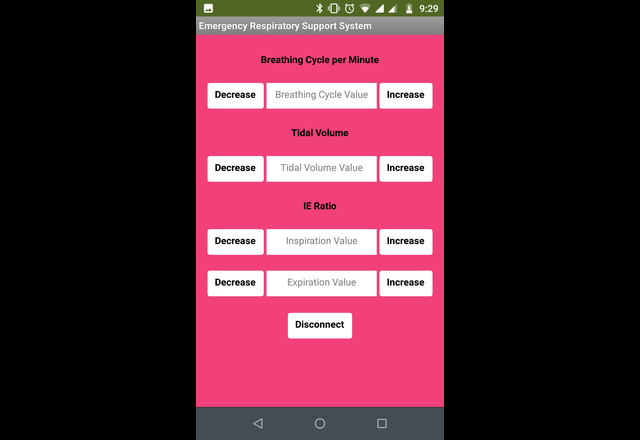 9:29
Emergency Respiratory Support System
Breathing Cycle per Minute
Decrease Breathing Cycle Value Increase
Tidal Volume
Decrease Tidal Volume Value Increase
IE Ratio
Decrease Inspiration Value Increase
Decrease Expiration Value Increase
Disconnect